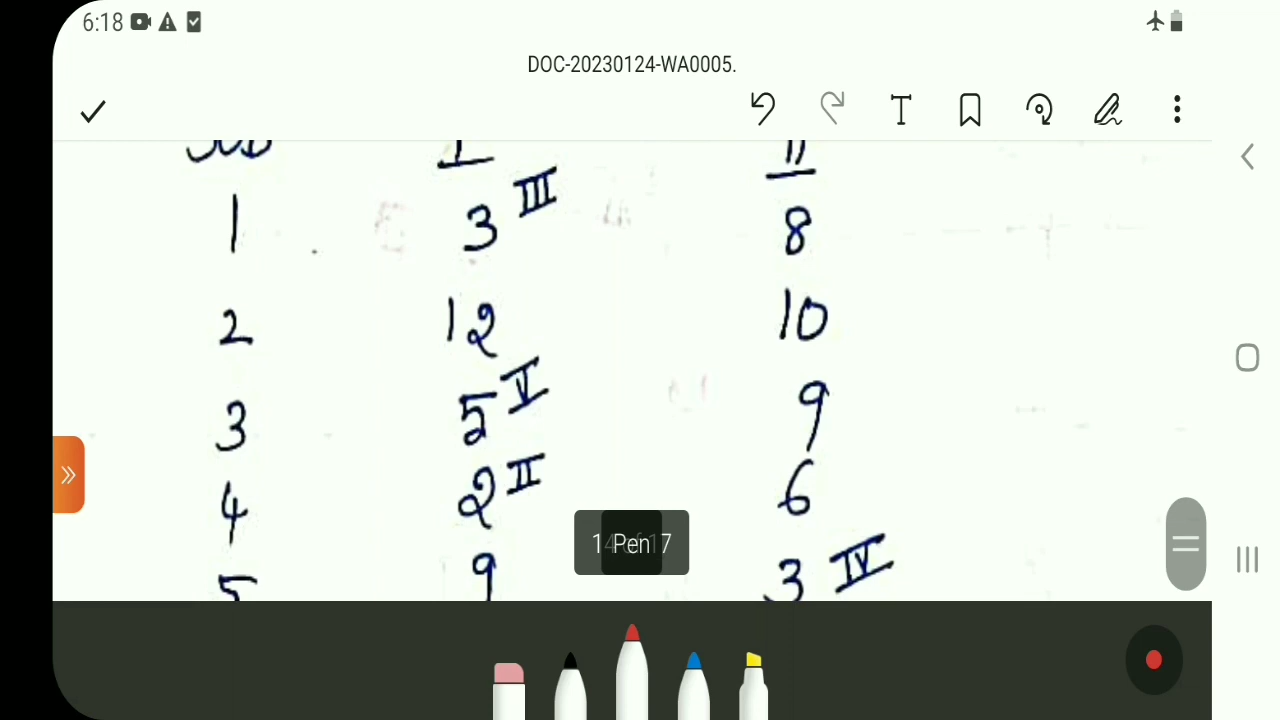 6:18
DOC-20230124-WA0005.
T
I II
1 3 III 8
2 12 10
3 5 V 9
4 2 II 6
Pen
5 9 3 IV